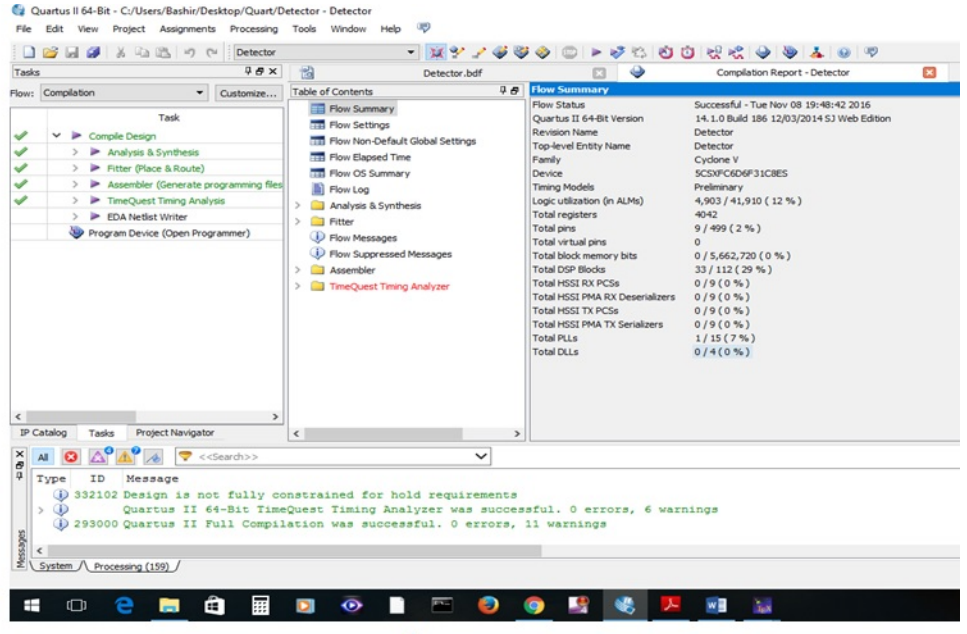 Quartus II 64-Bit - C:/Users/Bashir/Desktop/Quart/Detector - Detector
File Edit View Project Assignments Processing Tools Window Help
Detector
Tasks
Flow: Compilation Customize...
Task
Compile Design
Analysis & Synthesis
Fitter (Place & Route)
Assembler (Generate programming files
TimeQuest Timing Analysis
EDA Netlist Writer
Program Device (Open Programmer)
IP Catalog Tasks Project Navigator
Detector.bdf
Compilation Report - Detector
Table of Contents
Flow Summary
Flow Settings
Flow Non-Default Global Settings
Flow Elapsed Time
Flow OS Summary
Flow Log
Analysis & Synthesis
Fitter
Flow Messages
Flow Suppressed Messages
Assembler
TimeQuest Timing Analyzer
Flow Summary
Flow Status Successful - Tue Nov 08 19:48:42 2016
Quartus II 64-Bit Version 14.1.0 Build 186 12/03/2014 SJ Web Edition
Revision Name Detector
Top-level Entity Name Detector
Family Cyclone V
Device 5CSXFC6D6F31C8ES
Timing Models Preliminary
Logic utilization (in ALMs) 4,903 / 41,910 ( 12 % )
Total registers 4042
Total pins 9 / 499 ( 2 % )
Total virtual pins 0
Total block memory bits 0 / 5,662,720 ( 0 % )
Total DSP Blocks 33 / 112 ( 29 % )
Total HSSI RX PCSs 0 / 9 ( 0 % )
Total HSSI PMA RX Deserializers 0 / 9 ( 0 % )
Total HSSI TX PCSs 0 / 9 ( 0 % )
Total HSSI PMA TX Serializers 0 / 9 ( 0 % )
Total PLLs 1 / 15 ( 7 % )
Total DLLs 0 / 4 ( 0 % )
All <<Search>>
Type ID Message
332102 Design is not fully constrained for hold requirements
Quartus II 64-Bit TimeQuest Timing Analyzer was successful. 0 errors, 6 warnings
293000 Quartus II Full Compilation was successful. 0 errors, 11 warnings
Messages
System Processing (159)